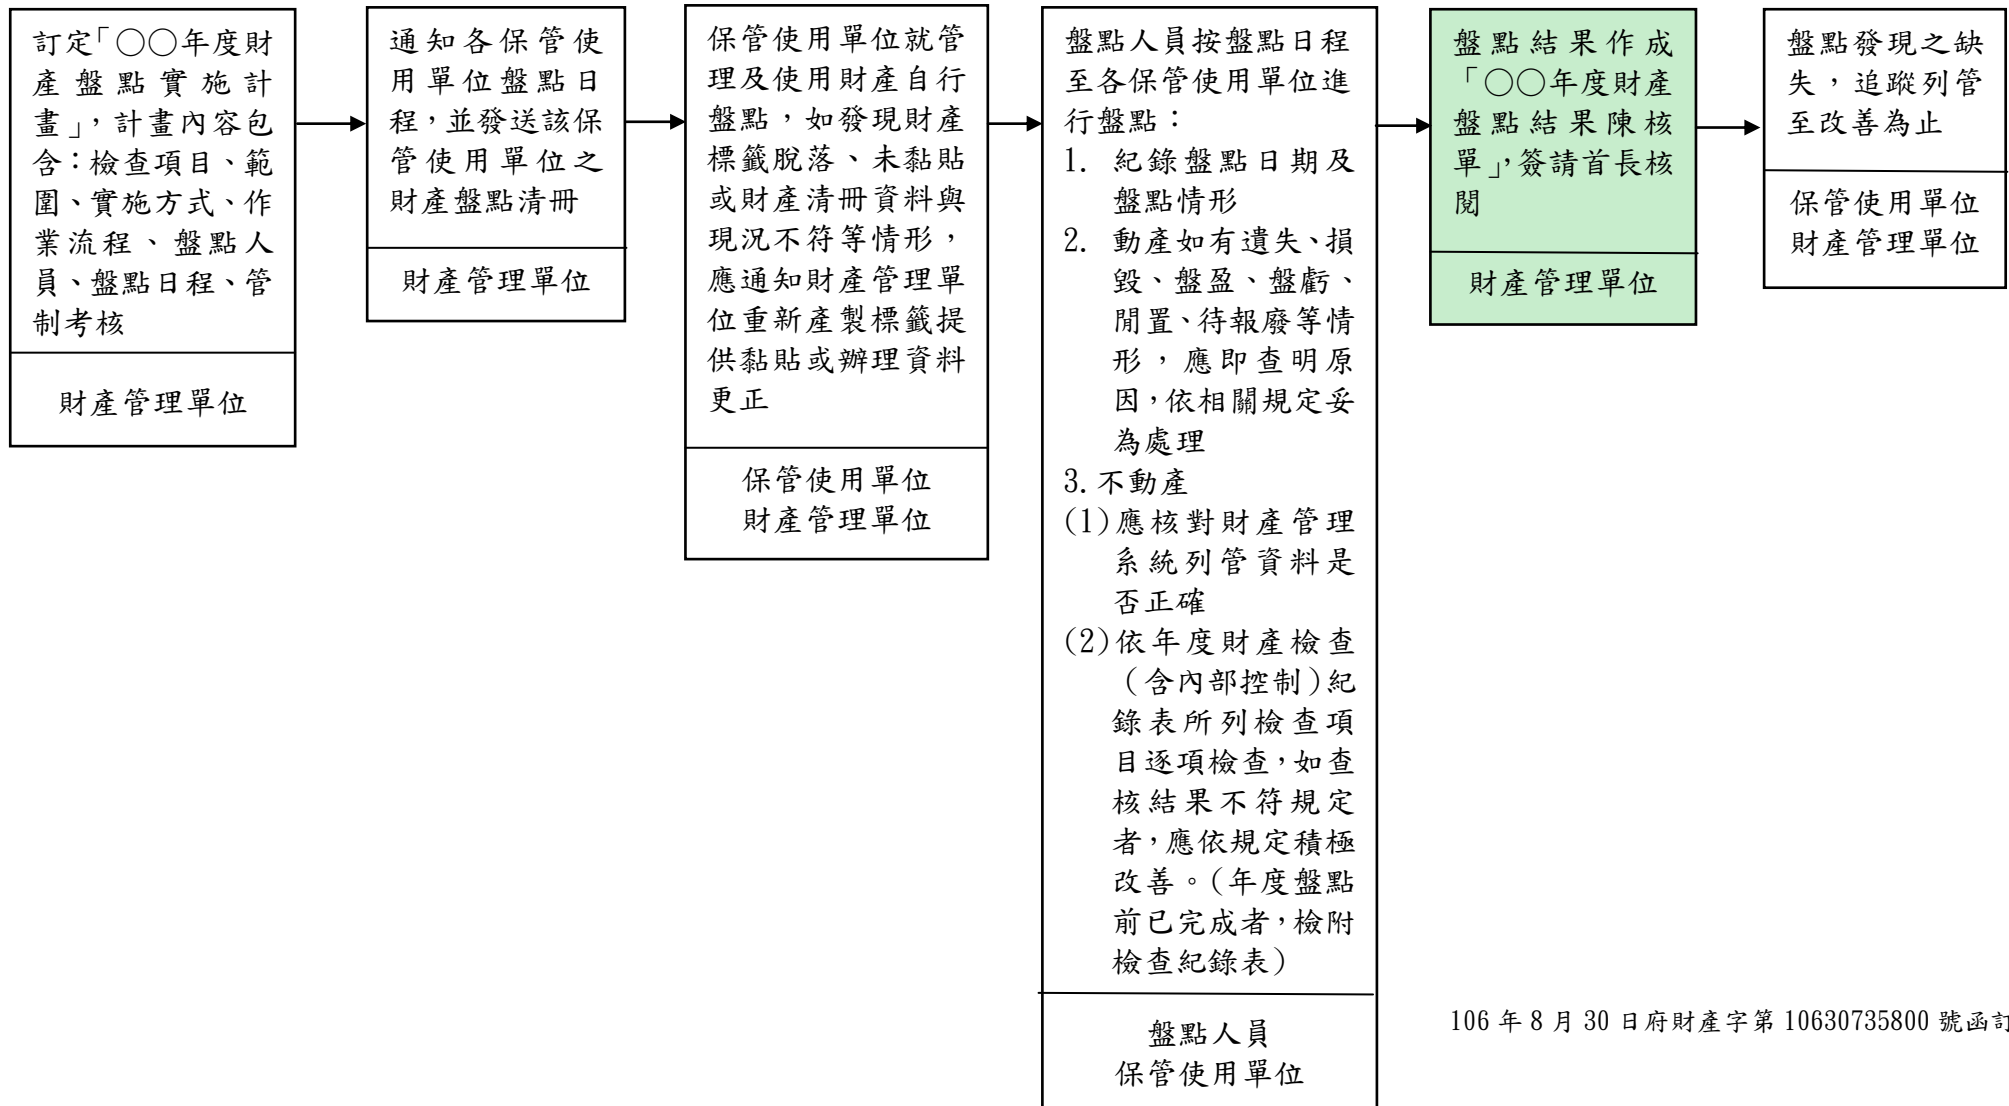 訂定「○○年度財
產盤點實施計
畫」，計畫內容包
含：檢查項目、範
圍、實施方式、作
業流程、盤點人
員、盤點日程、管
制考核
財產管理單位
通知各保管使
用單位盤點日
程，並發送該保
管使用單位之
財產盤點清冊
財產管理單位
保管使用單位就管
理及使用財產自行
盤點，如發現財產
標籤脫落、未黏貼
或財產清冊資料與
現況不符等情形，
應通知財產管理單
位重新產製標籤提
供黏貼或辦理資料
更正
保管使用單位
財產管理單位
盤點人員按盤點日程
至各保管使用單位進
行盤點：
1. 紀錄盤點日期及
盤點情形
2. 動產如有遺失、損
毀、盤盈、盤虧、
閒置、待報廢等情
形，應即查明原
因，依相關規定妥
為處理
3.不動產
(1)應核對財產管理
系統列管資料是
否正確
(2)依年度財產檢查
（含內部控制）紀
錄表所列檢查項
目逐項檢查，如查
核結果不符規定
者，應依規定積極
改善。（年度盤點
前已完成者，檢附
檢查紀錄表）
盤點人員
保管使用單位
盤點結果作成
「○○年度財產
盤點結果陳核
單」，簽請首長核
閱
財產管理單位
盤點發現之缺
失，追蹤列管
至改善為止
保管使用單位
財產管理單位
106 年 8 月 30 日府財產字第 10630735800 號函訂